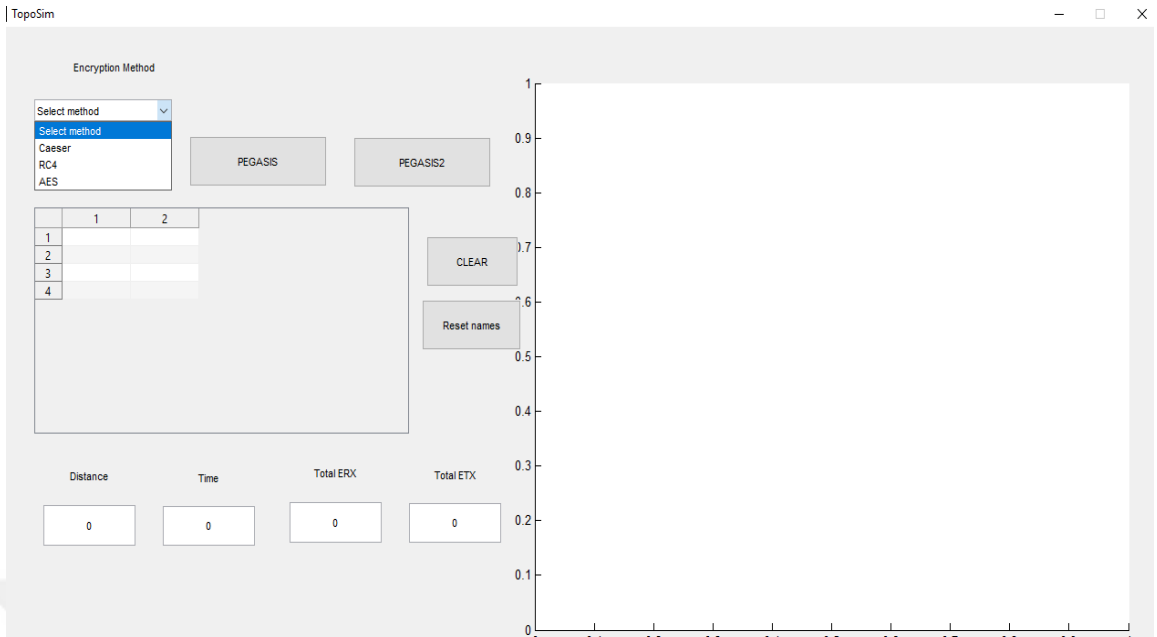 TopoSim
Encryption Method
Select method
Select method
Caeser
RC4
AES
PEGASIS
PEGASIS2
1 2
1
2
3
4
CLEAR
Reset names
Distance
Time
Total ERX
Total ETX
0
0
0
0
1
0.9
0.8
0.7
0.6
0.5
0.4
0.3
0.2
0.1
0